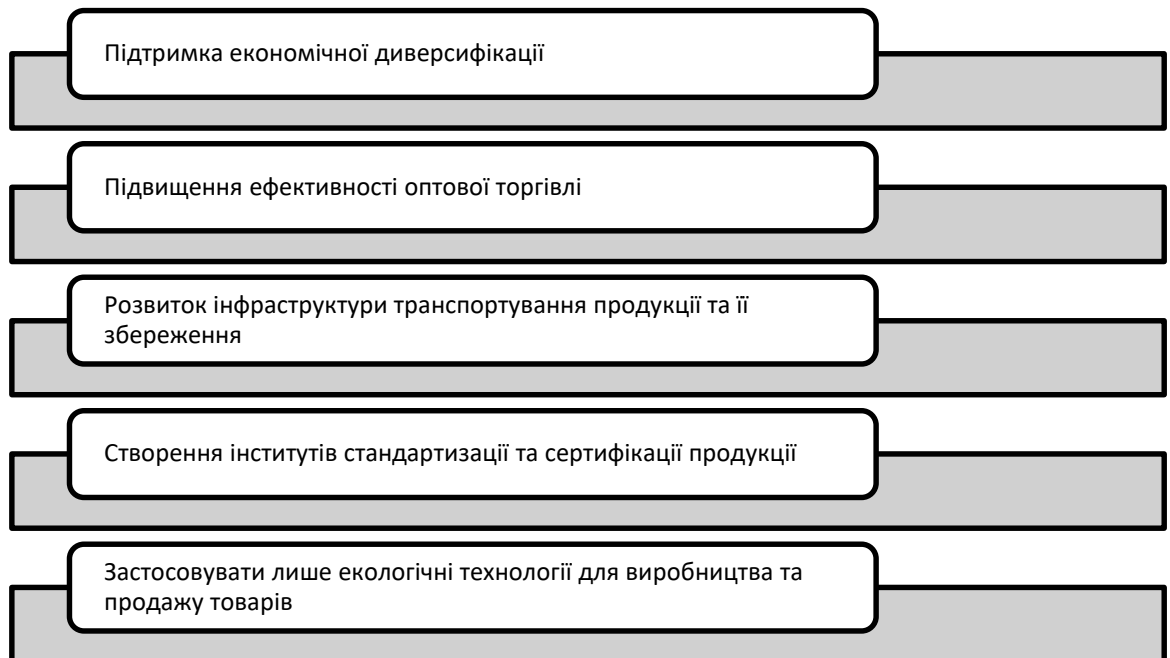 Підтримка економічної диверсифікації
Підвищення ефективності оптової торгівлі
Розвиток інфраструктури транспортування продукції та її
збереження
Створення інститутів стандартизації та сертифікації продукції
Застосовувати лише екологічні технології для виробництва та
продажу товарів